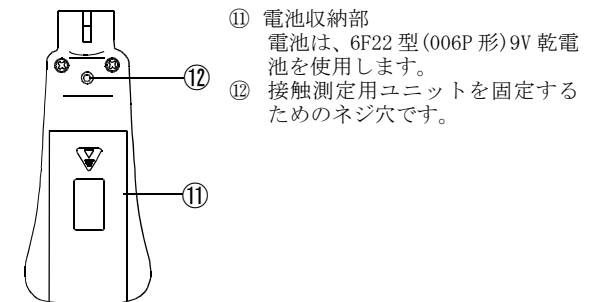 ⑪ 電池収納部
電池は、6F22 型(006P 形)9V 乾電
池を使用します。
⑫ 接触測定用ユニットを固定する
ためのネジ穴です。
⑫
⑪